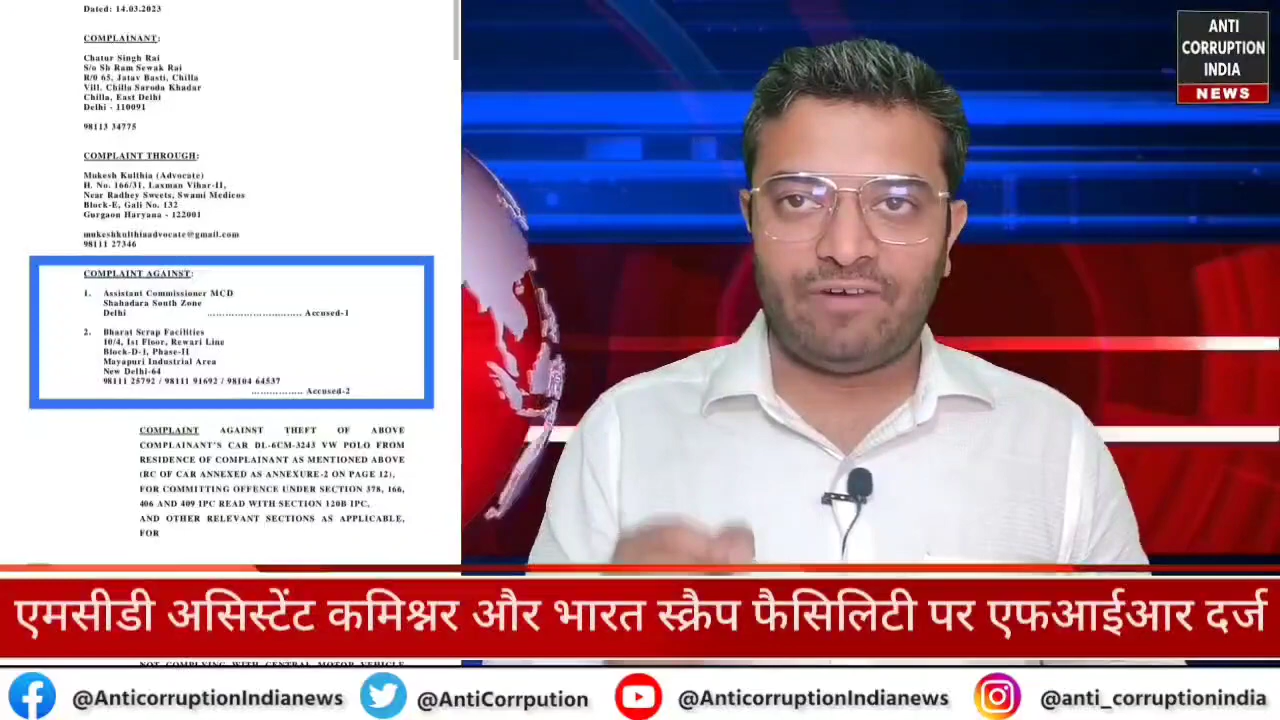 Dated: 14.03.2023
COMPLAINANT:
Chatur Singh Rai
S/o Sh Ram Sewak Rai
R/0 65, Jatav Basti, Chilla
Vill. Chilla Saroda Khadar
Chilla, East Delhi
Delhi - 110091
98113 34775
COMPLAINT THROUGH:
Mukesh Kulthia (Advocate)
H. No. 166/31, Laxman Vihar-II,
Near Radhey Sweets, Swami Medicos
Block-E, Gali No. 132
Gurgaon Haryana - 122001
mukeshkulthiaadvocate@gmail.com
98111 27346
COMPLAINT AGAINST:
1. Assistant Commissioner MCD
Shahadara South Zone
Delhi ............................ Accused-1
2. Bharat Scrap Facilities
10/4, 1st Floor, Rewari Line
Block-D-1, Phase-II
Mayapuri Industrial Area
New Delhi-64
98111 25792 / 98111 91692 / 98104 64537
............... Accused-2
COMPLAINT AGAINST THEFT OF ABOVE
COMPLAINANT'S CAR DL-6CM-3243 VW POLO FROM
RESIDENCE OF COMPLAINANT AS MENTIONED ABOVE
(RC OF CAR ANNEXED AS ANNEXURE-2 ON PAGE 12),
FOR COMMITTING OFFENCE UNDER SECTION 378, 166,
406 AND 409 IPC READ WITH SECTION 120B IPC,
AND OTHER RELEVANT SECTIONS AS APPLICABLE,
FOR
ANTI
CORRUPTION
INDIA
NEWS
एमसीडी असिस्टेंट कमिश्नर और भारत स्क्रैप फैसिलिटी पर एफआईआर दर्ज
NOT COMPLYING WITH CENTRAL MOTOR VEHICLE
@AnticorruptionIndianews @AntiCorrpution @AnticorruptionIndianews @anti_corruptionindia